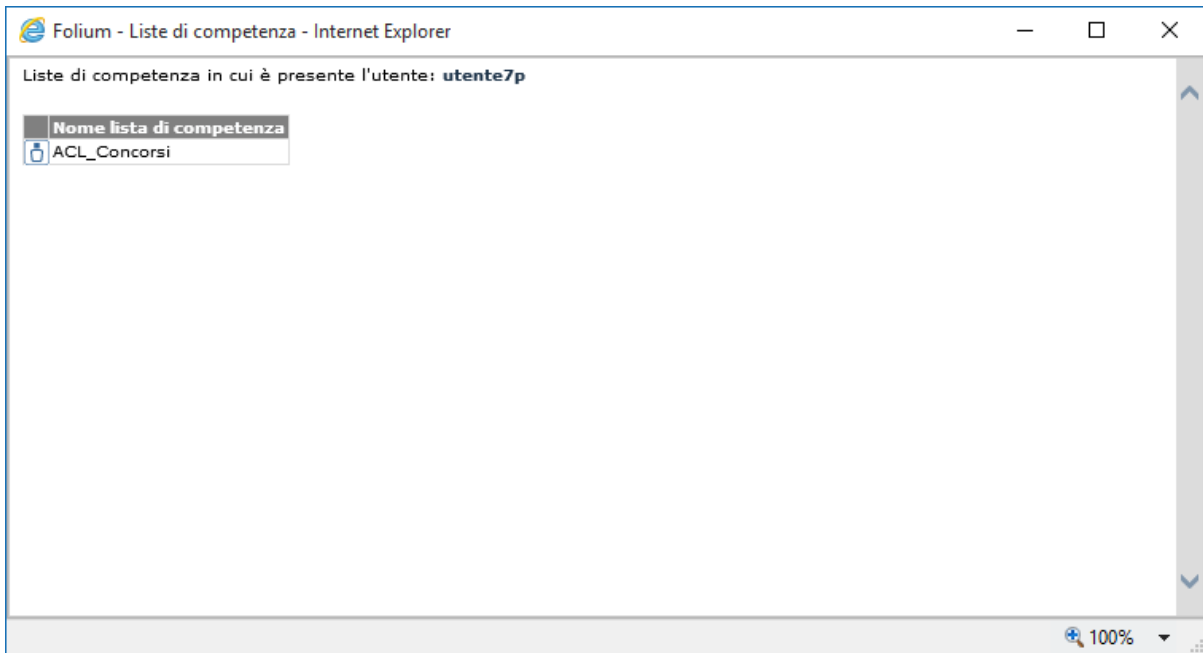 Folium - Liste di competenza - Internet Explorer
Liste di competenza in cui è presente l'utente: utente7p
Nome lista di competenza
ACL_Concorsi
100%